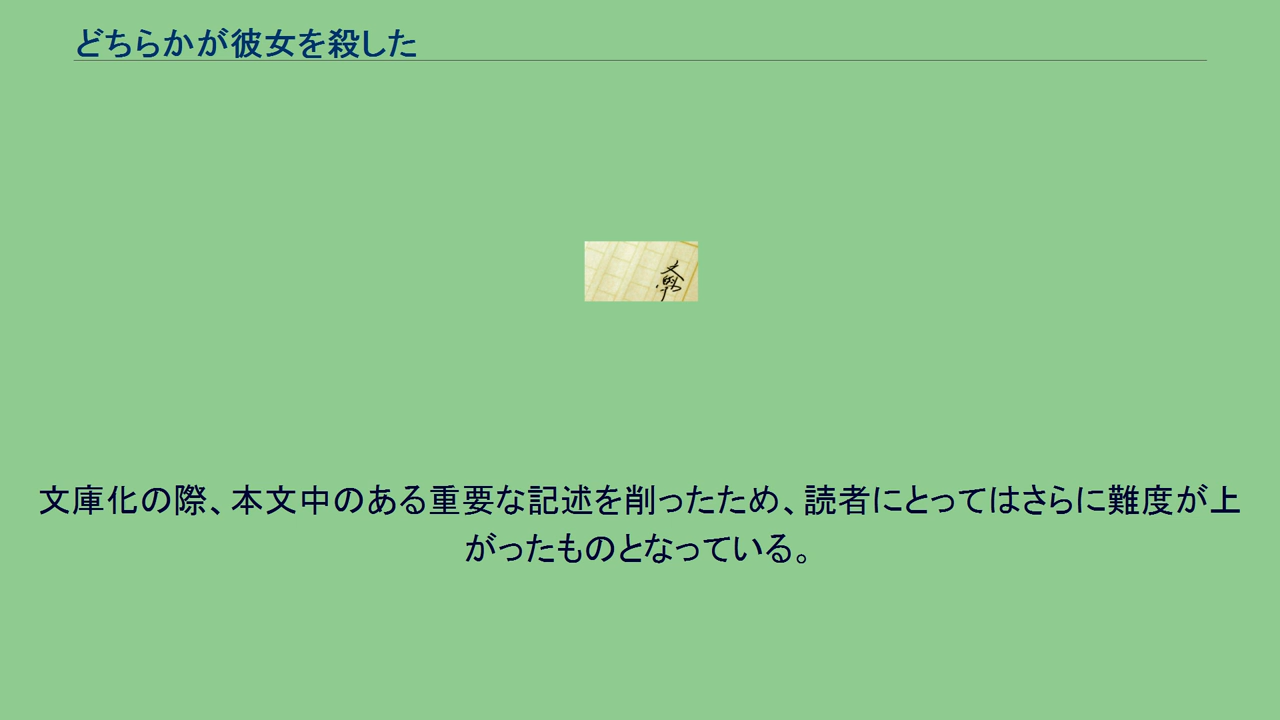 どちらかが彼女を殺した
文庫化の際、本文中のある重要な記述を削ったため、読者にとってはさらに難度が上
がったものとなっている。